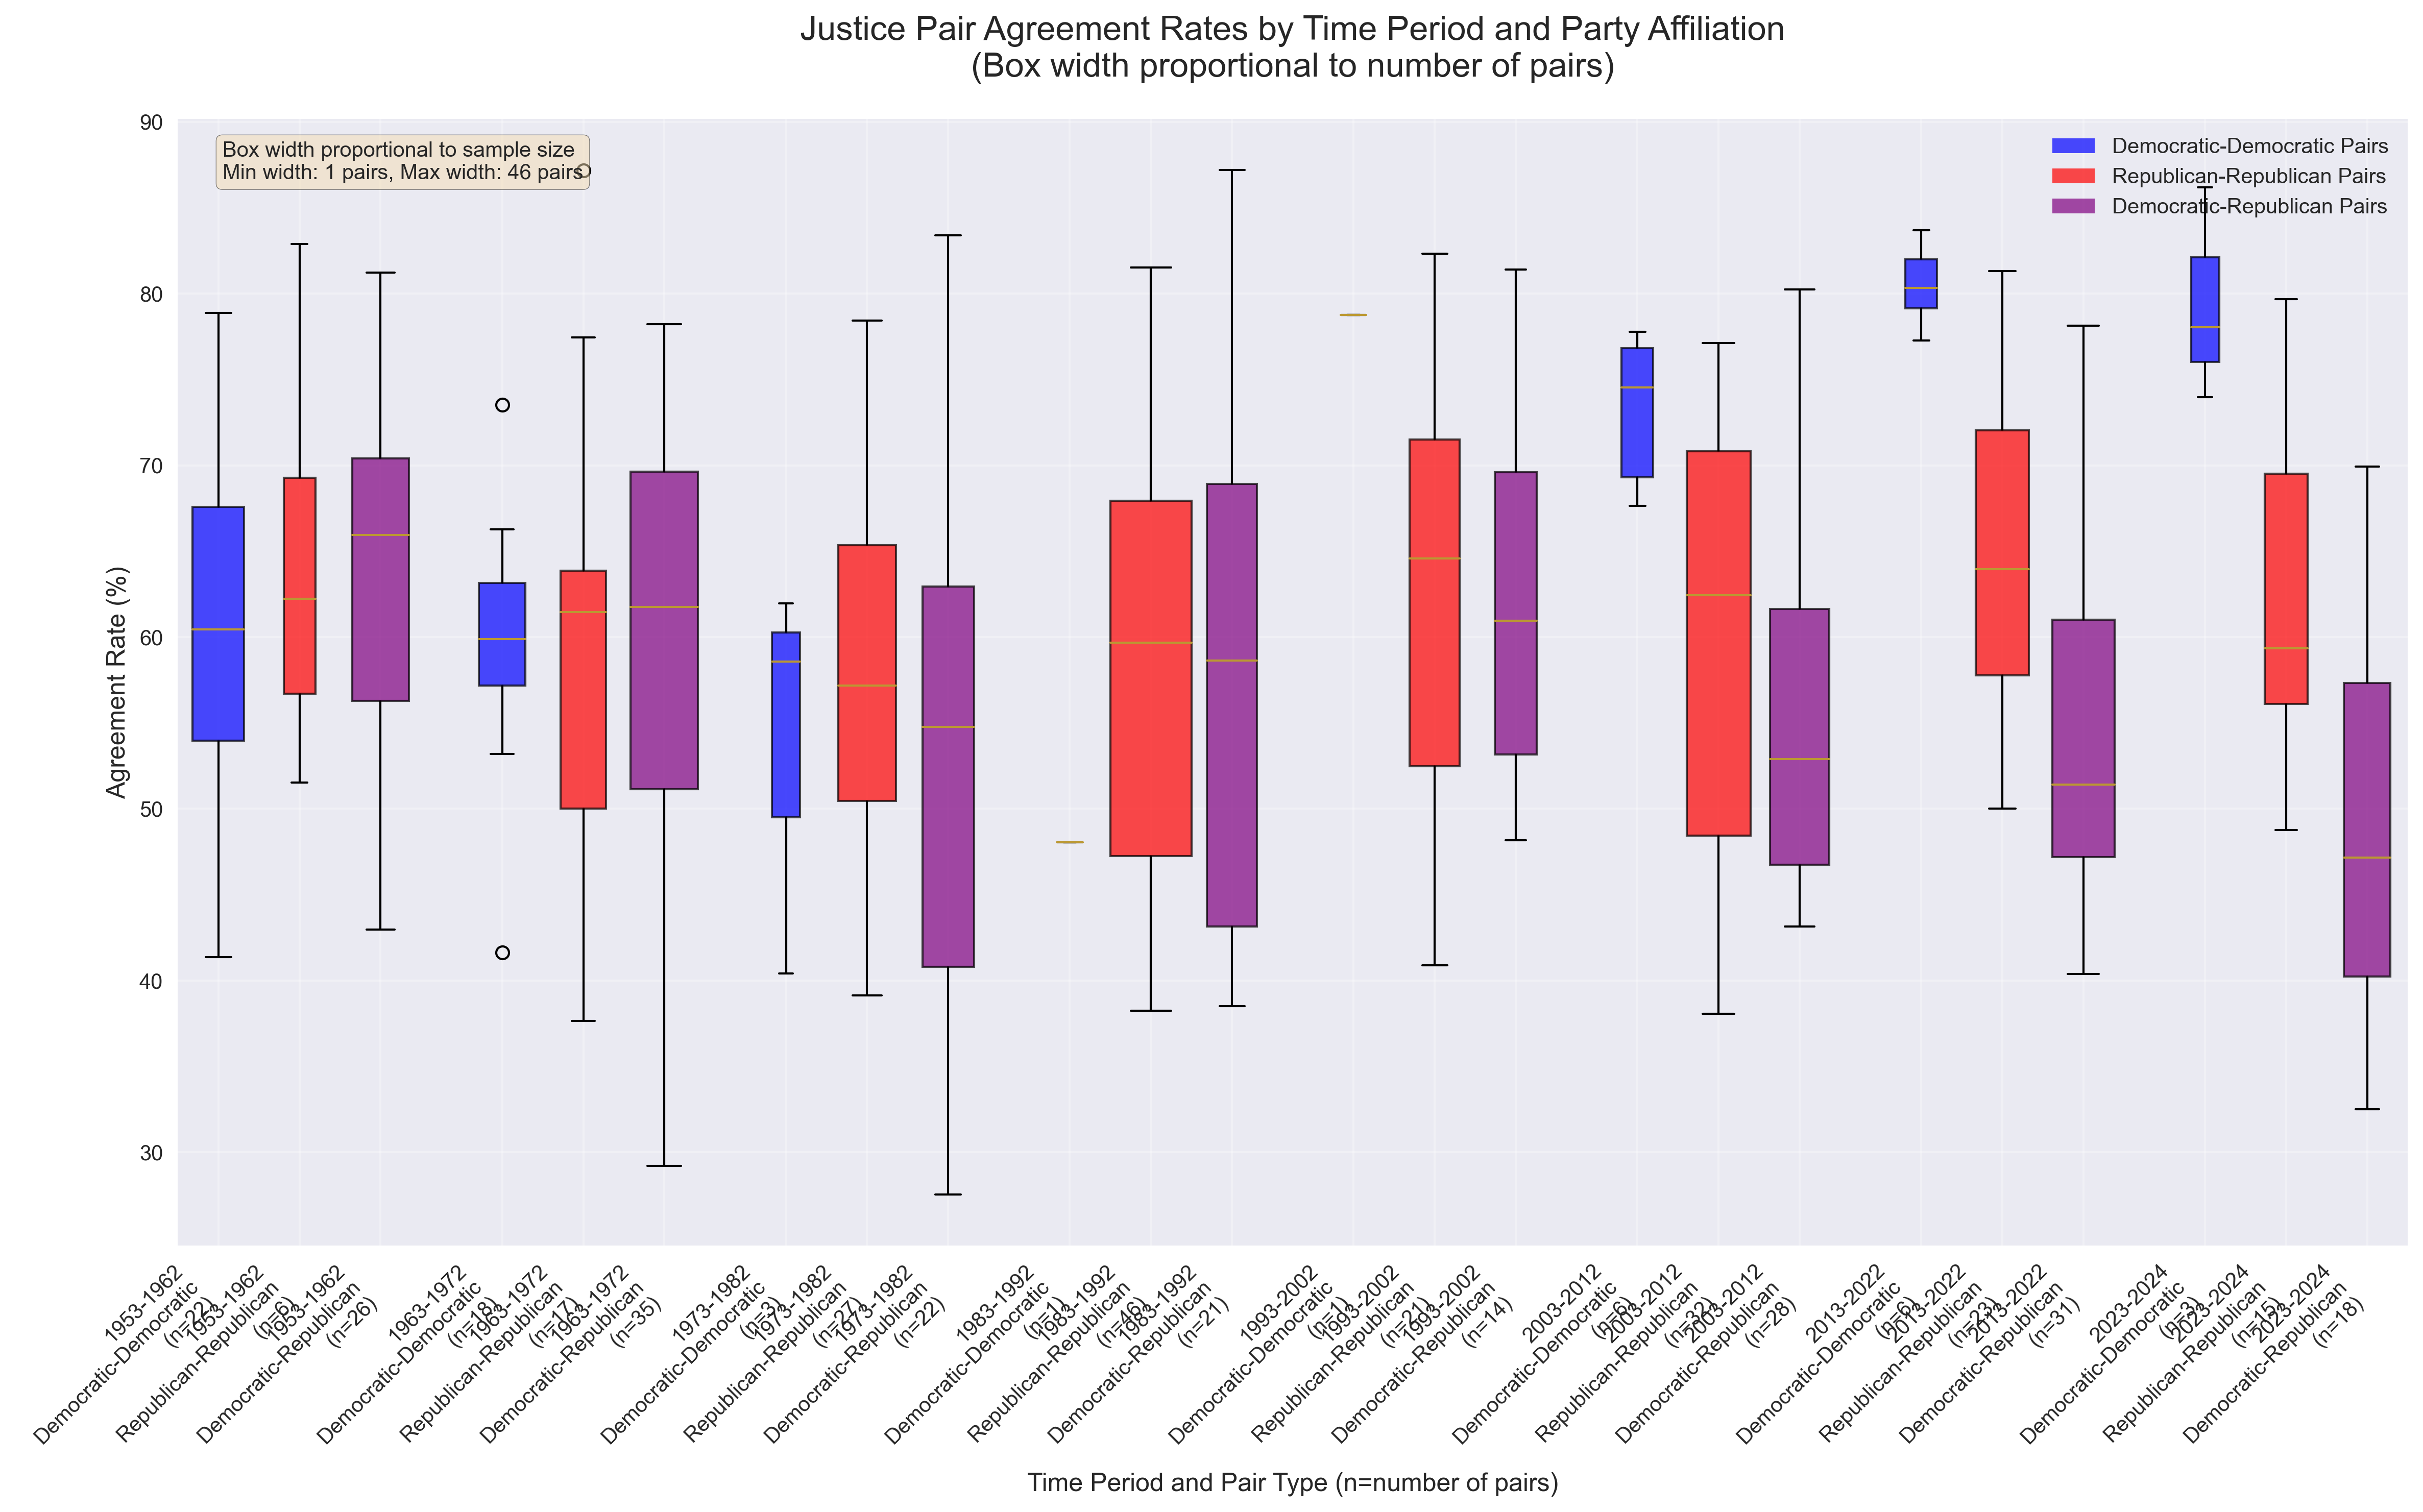 Justice Pair Agreement Rates by Time Period and Party Affiliation
(Box width proportional to number of pairs)
Box width proportional to sample size
Min width: 1 pairs, Max width: 46 pairs
Democratic-Democratic Pairs
Republican-Republican Pairs
Democratic-Republican Pairs
Agreement Rate (%)
90
80
70
60
50
40
30
1953-1962
Democratic-Democratic
(n=22)
1953-1962
Republican-Republican
(n=6)
1953-1962
Democratic-Republican
(n=26)
1963-1972
Democratic-Democratic
(n=18)
1963-1972
Republican-Republican
(n=17)
1963-1972
Democratic-Republican
(n=35)
1973-1982
Democratic-Democratic
(n=3)
1973-1982
Republican-Republican
(n=27)
1973-1982
Democratic-Republican
(n=22)
1983-1992
Democratic-Democratic
(n=1)
1983-1992
Republican-Republican
(n=46)
1983-1992
Democratic-Republican
(n=21)
1993-2002
Democratic-Democratic
(n=1)
1993-2002
Republican-Republican
(n=21)
1993-2002
Democratic-Republican
(n=14)
2003-2012
Democratic-Democratic
(n=6)
2003-2012
Republican-Republican
(n=32)
2003-2012
Democratic-Republican
(n=28)
2013-2022
Democratic-Democratic
(n=6)
2013-2022
Republican-Republican
(n=23)
2013-2022
Democratic-Republican
(n=31)
2023-2024
Democratic-Democratic
(n=3)
2023-2024
Republican-Republican
(n=15)
2023-2024
Democratic-Republican
(n=18)
Time Period and Pair Type (n=number of pairs)